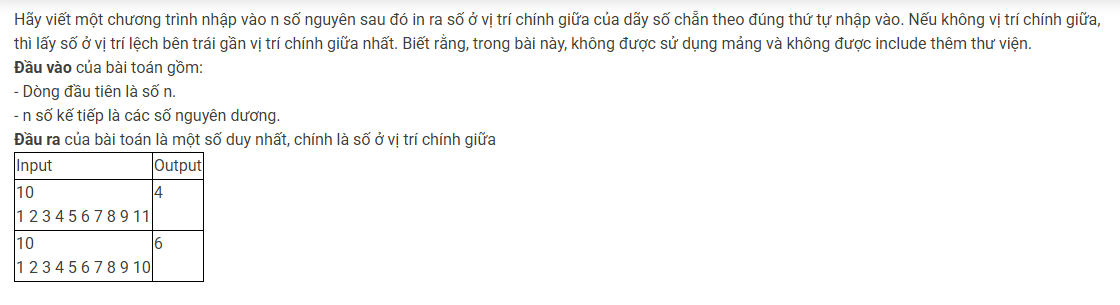 Hãy viết một chương trình nhập vào n số nguyên sau đó in ra số ở vị trí chính giữa của dãy số chẵn theo đúng thứ tự nhập vào. Nếu không vị trí chính giữa,
thì lấy số ở vị trí lệch bên trái gần vị trí chính giữa nhất. Biết rằng, trong bài này, không được sử dụng mảng và không được include thêm thư viện.
Đầu vào của bài toán gồm:
- Dòng đầu tiên là số n.
- n số kế tiếp là các số nguyên dương.
Đầu ra của bài toán là một số duy nhất, chính là số ở vị trí chính giữa
Input Output
10 4
1 2 3 4 5 6 7 8 9 11
10 6
1 2 3 4 5 6 7 8 9 10